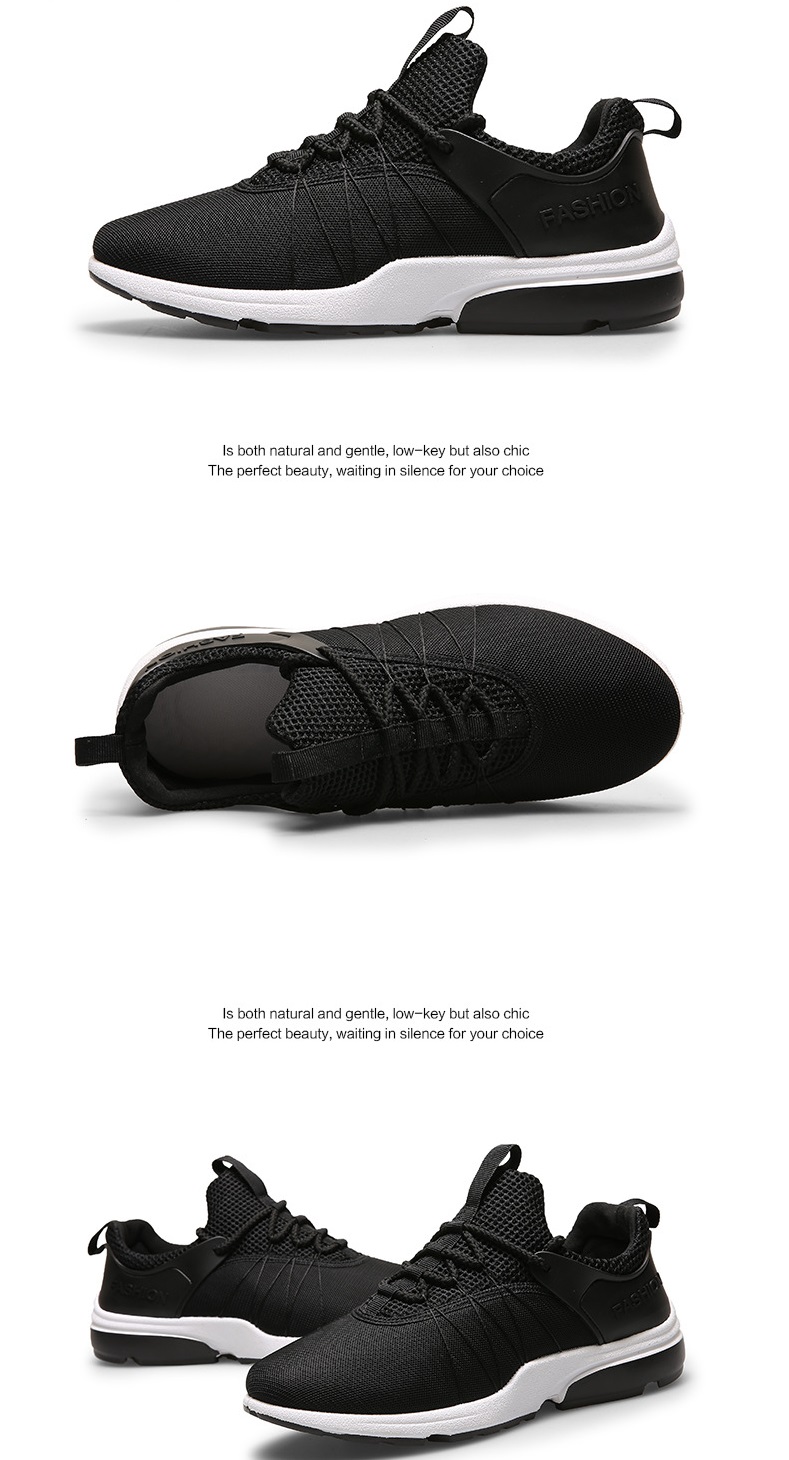 FASHION
Is both natural and gentle, low-key but also chic
The perfect beauty, waiting in silence for your choice
FASHION
Is both natural and gentle, low-key but also chic
The perfect beauty, waiting in silence for your choice
FASHION
FASHION